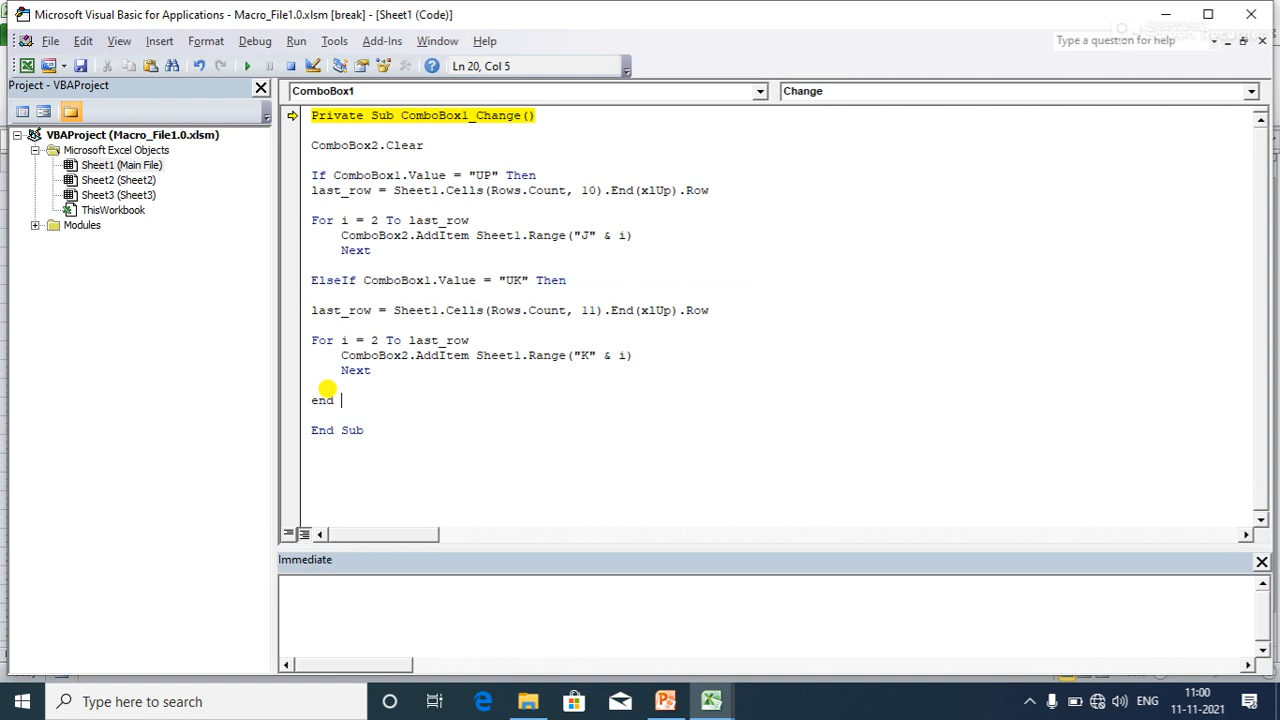 Microsoft Visual Basic for Applications - Macro_File1.0.xlsm [break] - [Sheet1 (Code)]
File Edit View Insert Format Debug Run Tools Add-Ins Window Help
Type a question for help
Ln 20, Col 5
Project - VBAProject
VBAProject (Macro_File1.0.xlsm)
Microsoft Excel Objects
Sheet1 (Main File)
Sheet2 (Sheet2)
Sheet3 (Sheet3)
ThisWorkbook
Modules
ComboBox1
Change
Private Sub ComboBox1_Change()
ComboBox2.Clear
If ComboBox1.Value = "UP" Then
last_row = Sheet1.Cells(Rows.Count, 10).End(xlUp).Row
For i = 2 To last_row
ComboBox2.AddItem Sheet1.Range("J" & i)
Next
ElseIf ComboBox1.Value = "UK" Then
last_row = Sheet1.Cells(Rows.Count, 11).End(xlUp).Row
For i = 2 To last_row
ComboBox2.AddItem Sheet1.Range("K" & i)
Next
end
End Sub
Immediate
Type here to search
ENG
11:00
11-11-2021